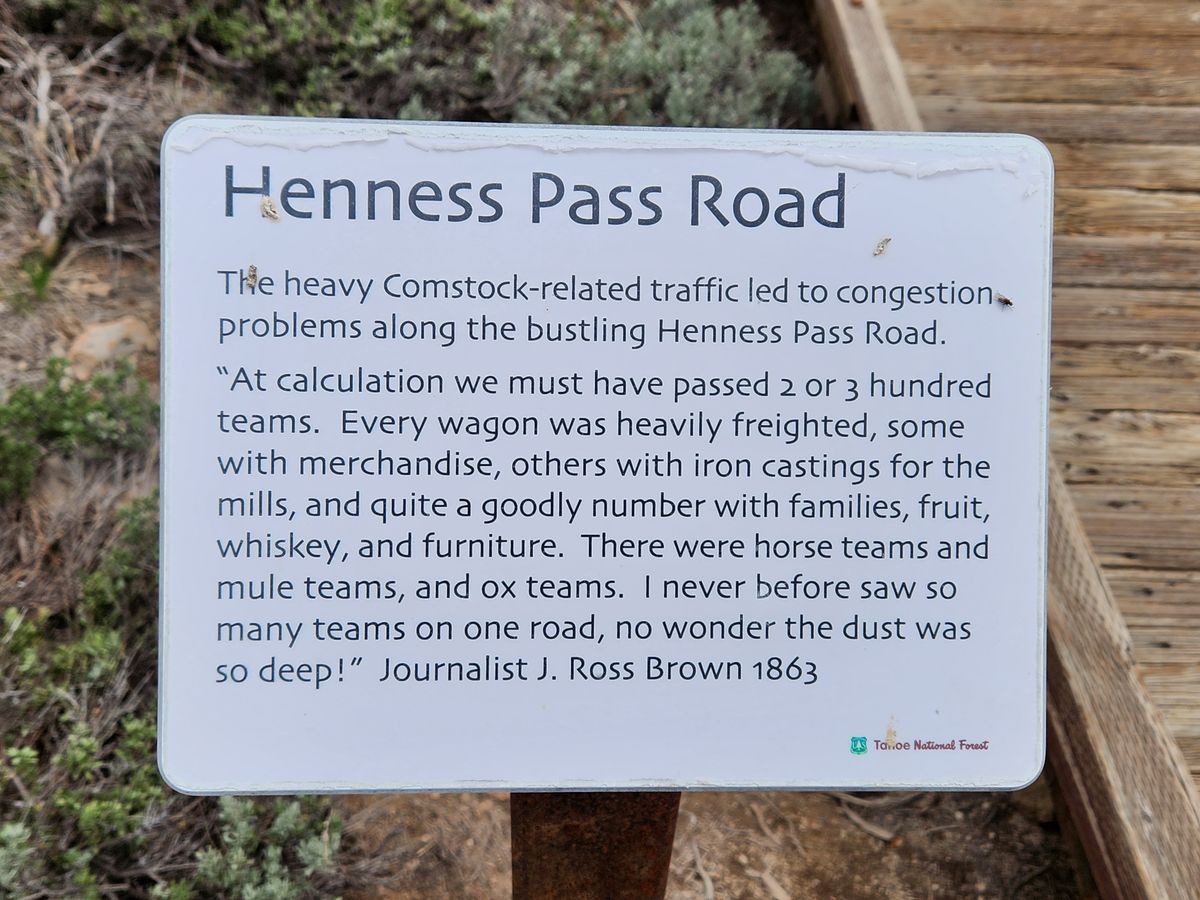 Henness Pass Road
The heavy Comstock-related traffic led to congestion
problems along the bustling Henness Pass Road.
“At calculation we must have passed 2 or 3 hundred
teams.  Every wagon was heavily freighted, some
with merchandise, others with iron castings for the
mills, and quite a goodly number with families, fruit,
whiskey, and furniture.  There were horse teams and
mule teams, and ox teams.  I never before saw so
many teams on one road, no wonder the dust was
so deep!”  Journalist J. Ross Brown 1863
Tahoe National Forest